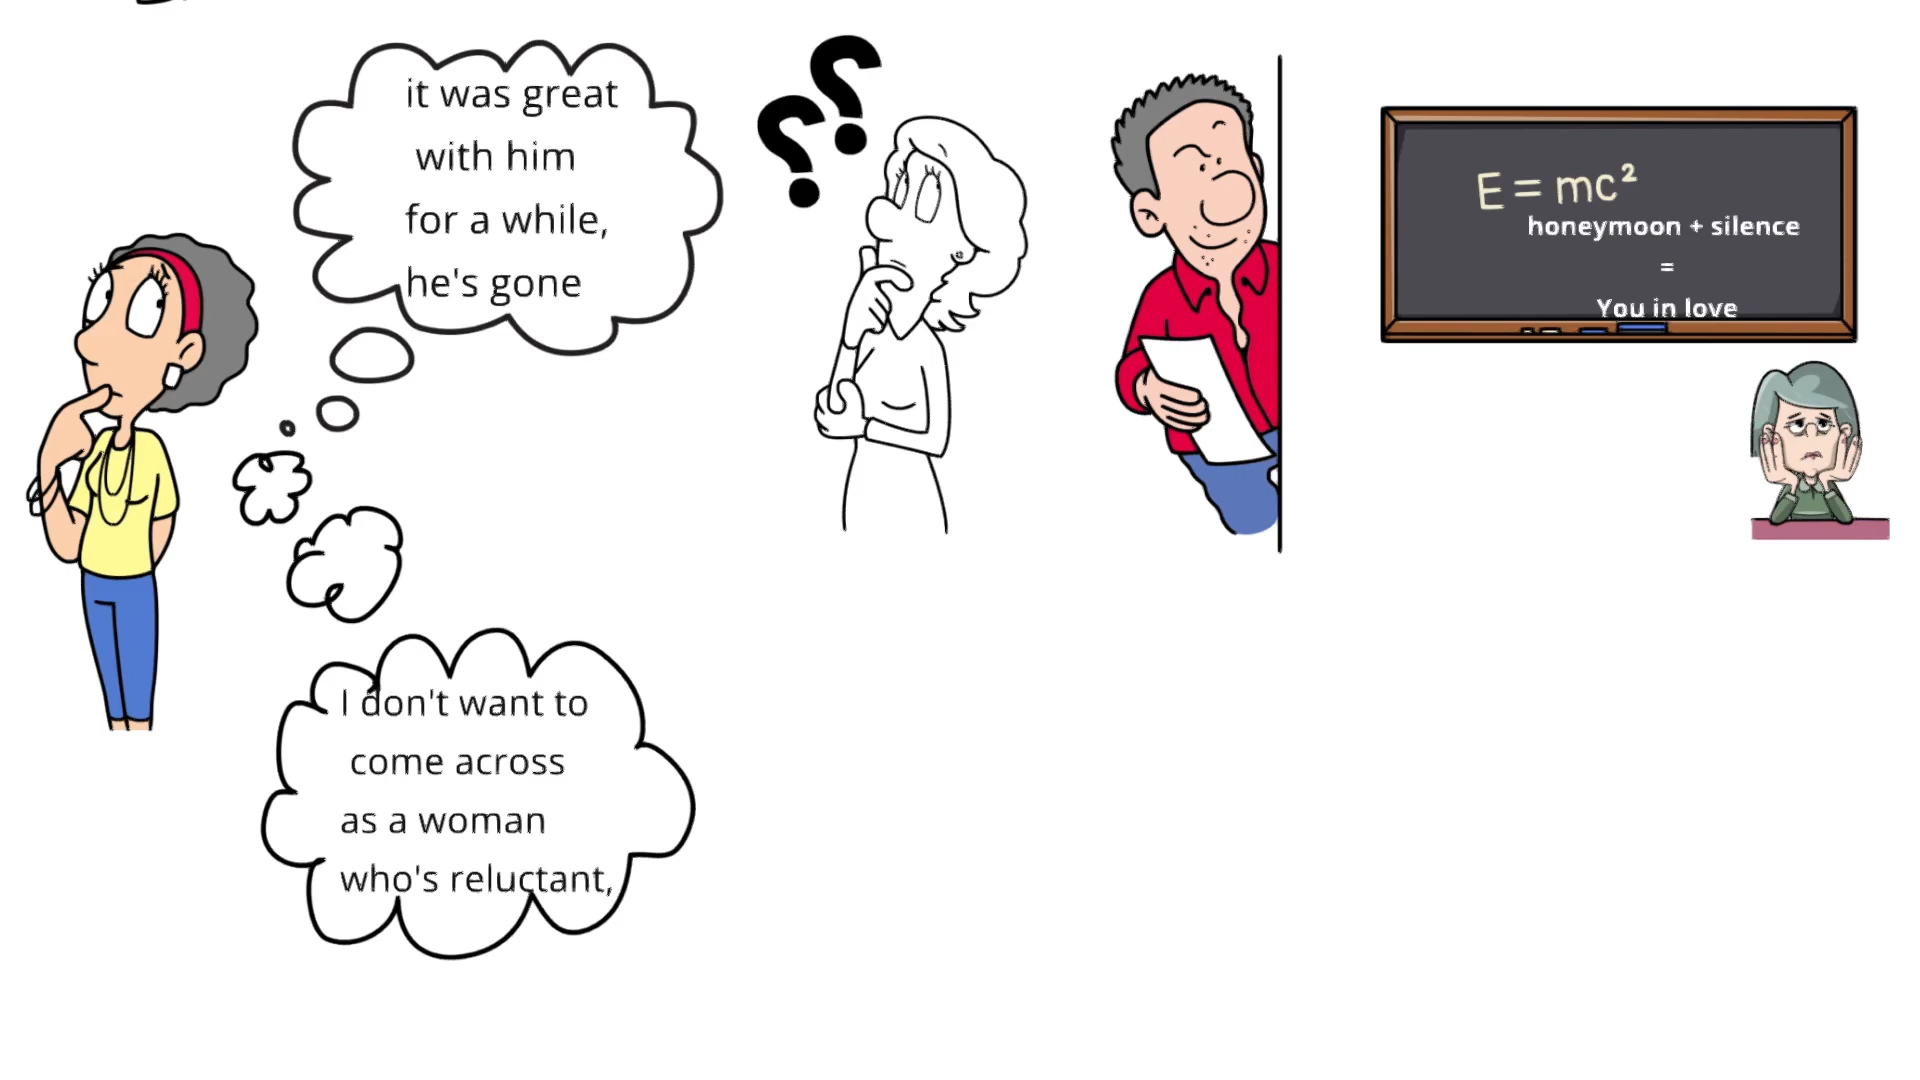 it was great
with him
for a while,
he's gone
??
E = mc²
honeymoon + silence
=
You in love
I don't want to
come across
as a woman
who's reluctant,